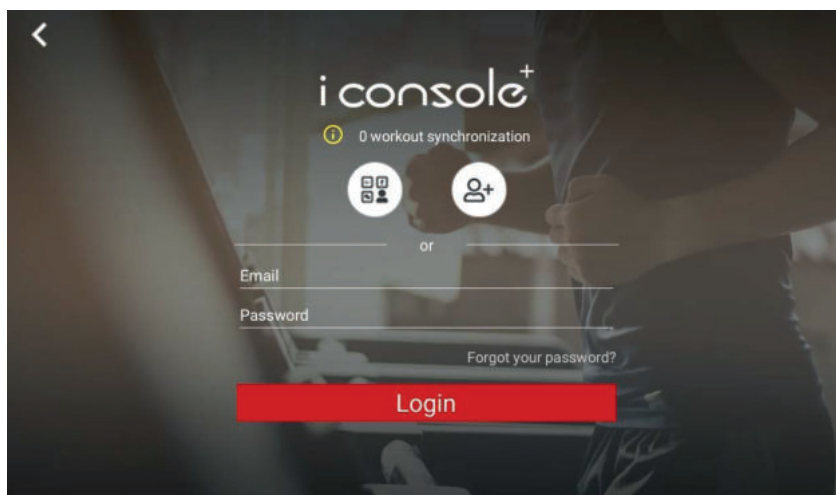 i console+
0 workout synchronization
or
Email
Password
Forgot your password?
Login